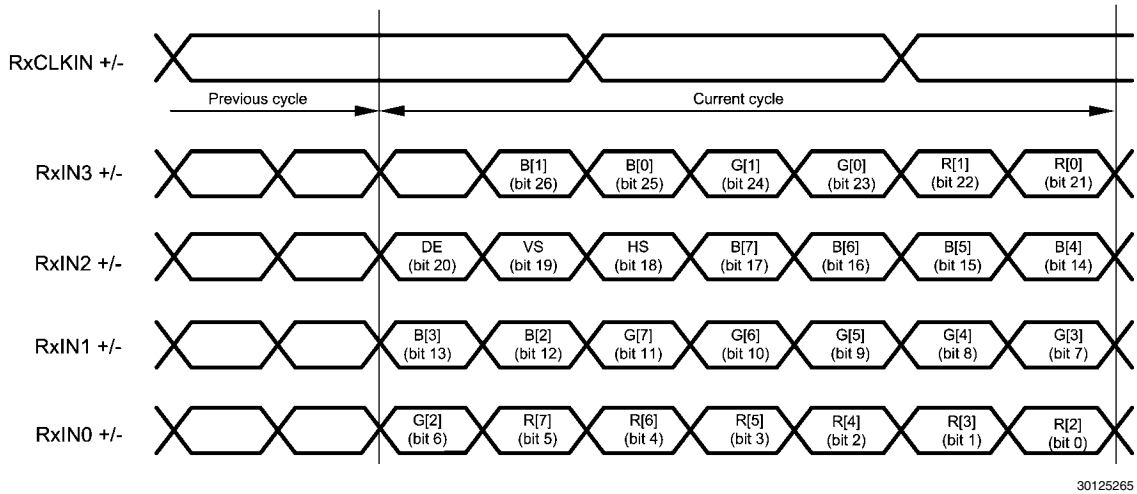 RxCLKIN +/-
Previous cycle
Current cycle
RxIN3 +/-
B[1]
(bit 26)
B[0]
(bit 25)
G[1]
(bit 24)
G[0]
(bit 23)
R[1]
(bit 22)
R[0]
(bit 21)
RxIN2 +/-
DE
(bit 20)
VS
(bit 19)
HS
(bit 18)
B[7]
(bit 17)
B[6]
(bit 16)
B[5]
(bit 15)
B[4]
(bit 14)
RxIN1 +/-
B[3]
(bit 13)
B[2]
(bit 12)
G[7]
(bit 11)
G[6]
(bit 10)
G[5]
(bit 9)
G[4]
(bit 8)
G[3]
(bit 7)
RxIN0 +/-
G[2]
(bit 6)
R[7]
(bit 5)
R[6]
(bit 4)
R[5]
(bit 3)
R[4]
(bit 2)
R[3]
(bit 1)
R[2]
(bit 0)
30125265